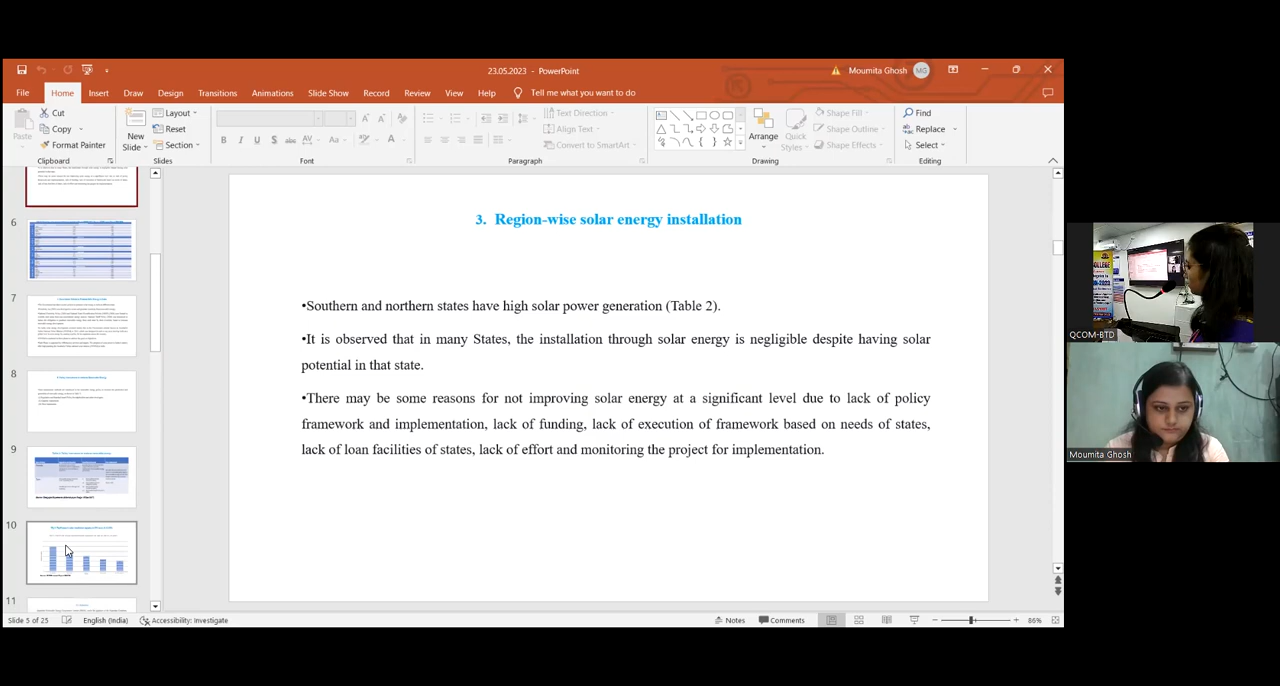 23.05.2023 - PowerPoint
Moumita Ghosh
MG
File Home Insert Draw Design Transitions Animations Slide Show Record Review View Help Tell me what you want to do
Paste
Cut
Copy
Format Painter
Clipboard
New Slide
Layout
Reset
Section
Slides
Font
Text Direction
Align Text
Convert to SmartArt
Paragraph
Arrange
Quick Styles
Shape Fill
Shape Outline
Shape Effects
Drawing
Find
Replace
Select
Editing
6
7
8
9
10
11
3. Region-wise solar energy installation
•Southern and northern states have high solar power generation (Table 2).
•It is observed that in many States, the installation through solar energy is negligible despite having solar
potential in that state.
•There may be some reasons for not improving solar energy at a significant level due to lack of policy
framework and implementation, lack of funding, lack of execution of framework based on needs of states,
lack of loan facilities of states, lack of effort and monitoring the project for implementation.
QCOM-BTD
Moumita Ghosh
Slide 5 of 25 English (India) Accessibility: Investigate Notes Comments 86%